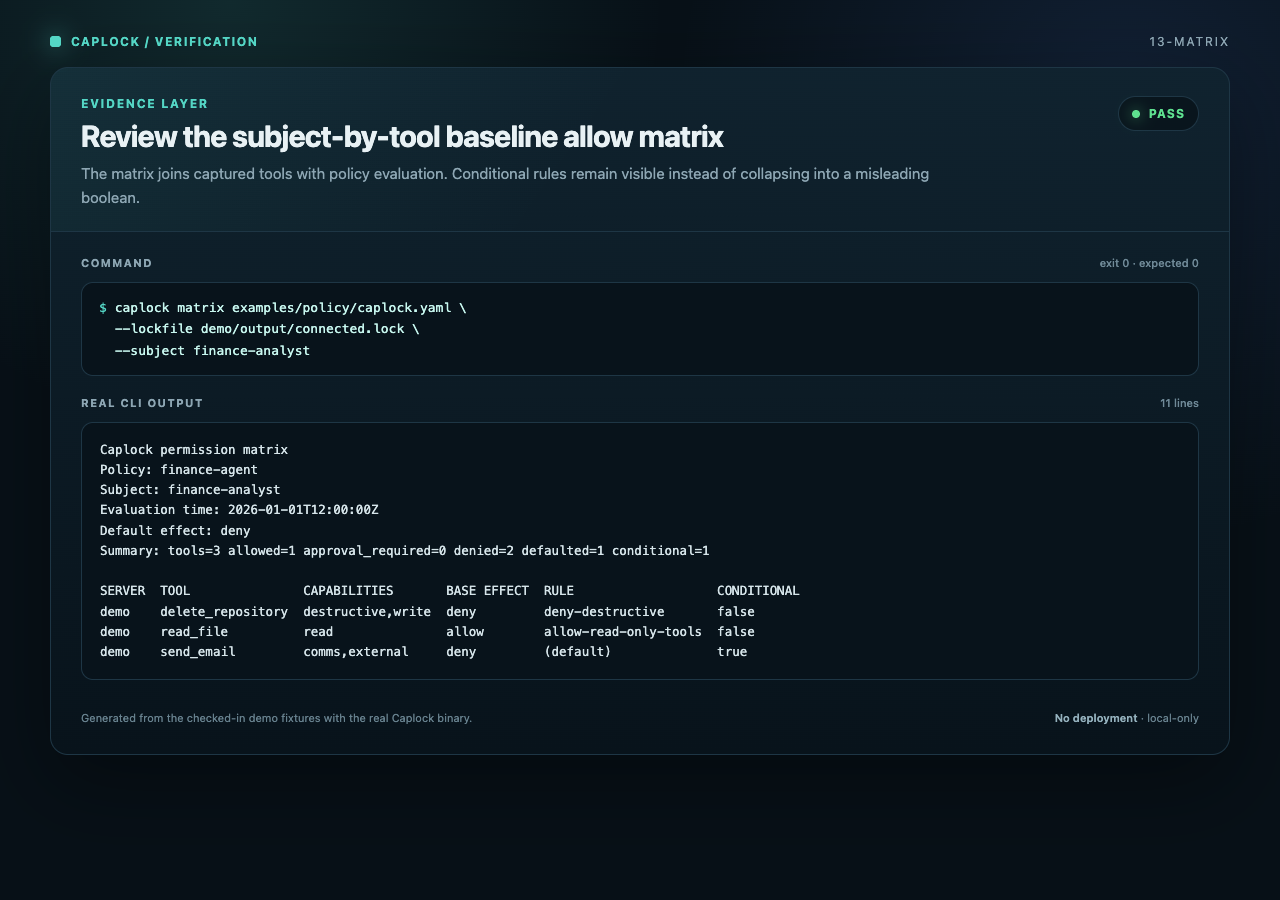 CAPLOCK / VERIFICATION
13-MATRIX
EVIDENCE LAYER
PASS
Review the subject-by-tool baseline allow matrix
The matrix joins captured tools with policy evaluation. Conditional rules remain visible instead of collapsing into a misleading
boolean.
COMMAND
exit 0 · expected 0
$ caplock matrix examples/policy/caplock.yaml \
--lockfile demo/output/connected.lock \
--subject finance-analyst
REAL CLI OUTPUT
11 lines
Caplock permission matrix
Policy: finance-agent
Subject: finance-analyst
Evaluation time: 2026-01-01T12:00:00Z
Default effect: deny
Summary: tools=3 allowed=1 approval_required=0 denied=2 defaulted=1 conditional=1
SERVER TOOL CAPABILITIES BASE EFFECT RULE CONDITIONAL
demo delete_repository destructive,write deny deny-destructive false
demo read_file read allow allow-read-only-tools false
demo send_email comms,external deny (default) true
Generated from the checked-in demo fixtures with the real Caplock binary.
No deployment · local-only